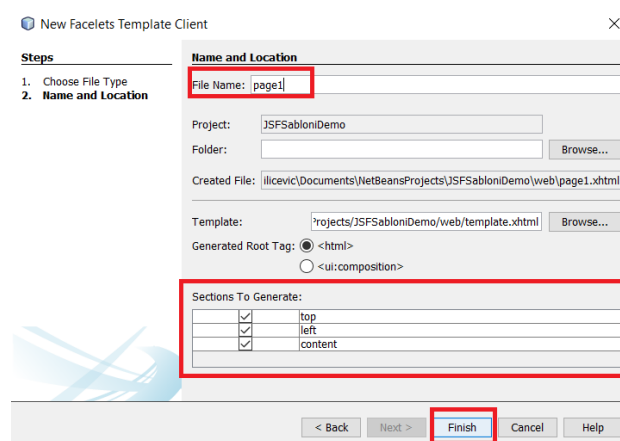 New Facelets Template Client
Steps
1. Choose File Type
2. Name and Location
Name and Location
File Name: page1
Project: JSFSabloniDemo
Folder: Browse...
Created File: ilicevic\Documents\NetBeansProjects\JSFSabloniDemo\web\page1.xhtml
Template: Projects/JSFSabloniDemo/web/template.xhtml Browse...
Generated Root Tag: <html>
<ui:composition>
Sections To Generate:
top
left
content
< Back Next > Finish Cancel Help